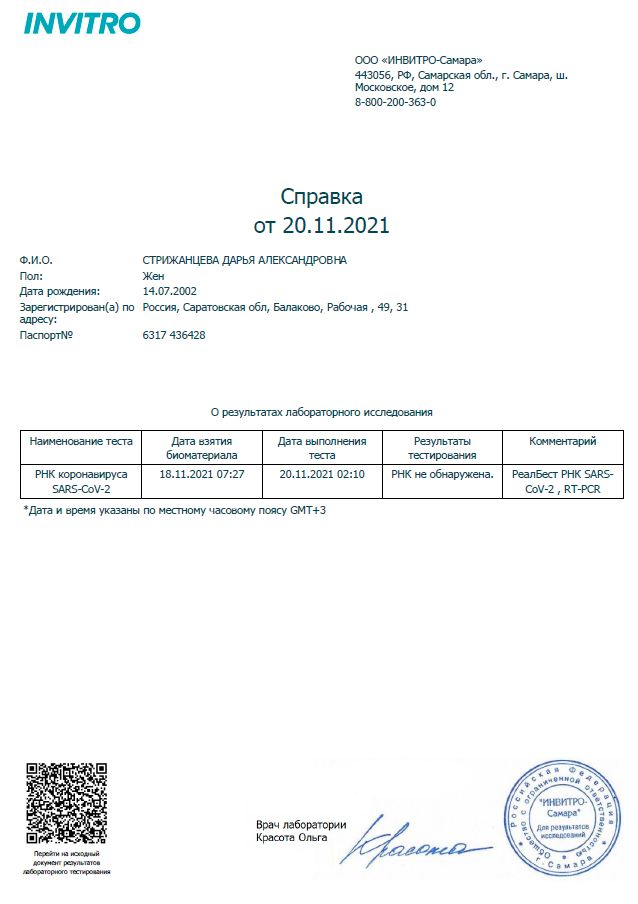 INVITRO
ООО «ИНВИТРО-Самара»
443056, РФ, Самарская обл., г. Самара, ш.
Московское, дом 12
8-800-200-363-0
Справка
от 20.11.2021
Ф.И.О. СТРИЖАНЦЕВА ДАРЬЯ АЛЕКСАНДРОВНА
Пол: Жен
Дата рождения: 14.07.2002
Зарегистрирован(а) по Россия, Саратовская обл, Балаково, Рабочая , 49, 31
адресу:
Паспорт№ 6317 436428
О результатах лабораторного исследования
Наименование теста Дата взятия Дата выполнения Результаты Комментарий
биоматериала теста тестирования
РНК коронавируса 18.11.2021 07:27 20.11.2021 02:10 РНК не обнаружена. РеалБест РНК SARS-
SARS-CoV-2 CoV-2 , RT-PCR
*Дата и время указаны по местному часовому поясу GMT+3
Перейти на исходный
документ результатов
лабораторного тестирования
Врач лаборатории
Красота Ольга
Красота
Российская Федерация
Общество с ограниченной ответственностью
"ИНВИТРО-
Самара"
Для результатов
исследований
г. Самара